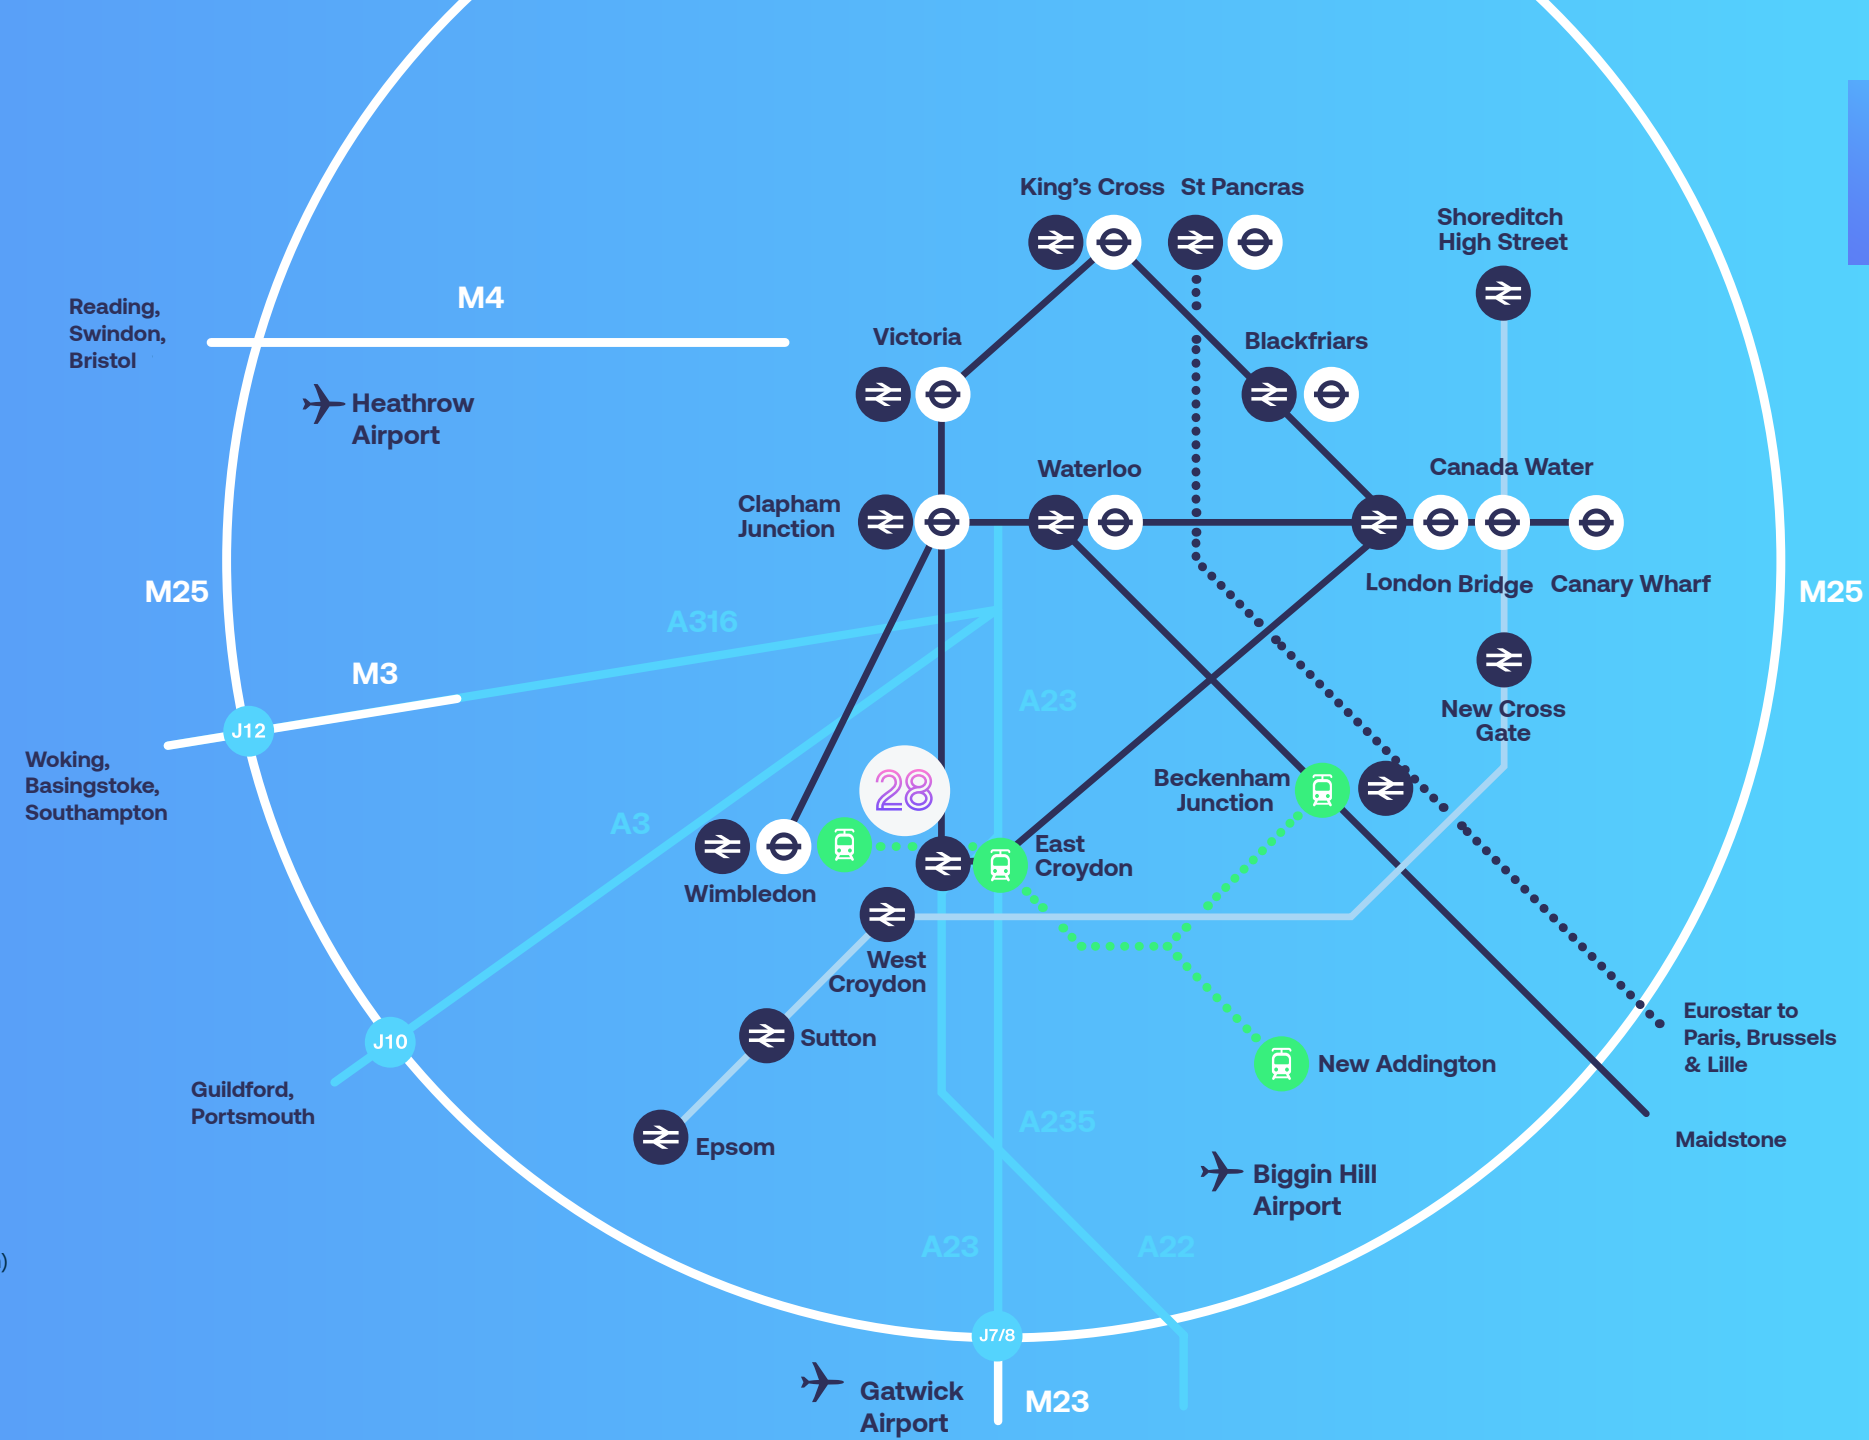 King's Cross
St Pancras
Shoreditch
High Street
M4
Reading,
Swindon,
Bristol
Victoria
Blackfriars
Heathrow
Airport
Waterloo
Canada Water
Clapham
Junction
M25
London Bridge
Canary Wharf
M25
A316
M3
A23
J12
New Cross
Gate
Woking,
Basingstoke,
Southampton
28
Beckenham
Junction
A3
East
Croydon
Wimbledon
West
Croydon
Eurostar to
Paris, Brussels
& Lille
J10
Sutton
New Addington
Guildford,
Portsmouth
A235
Maidstone
Epsom
Biggin Hill
Airport
A23
A22
)
J7/8
Gatwick
Airport
M23